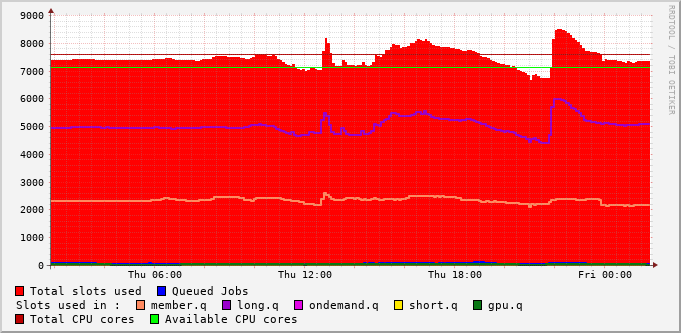 9000
8000
7000
6000
5000
4000
3000
2000
1000
0
Thu 06:00 Thu 12:00 Thu 18:00 Fri 00:00
Total slots used Queued Jobs
Slots used in : member.q long.q ondemand.q short.q gpu.q
Total CPU cores Available CPU cores
RRDTOOL / TOBI OETIKER